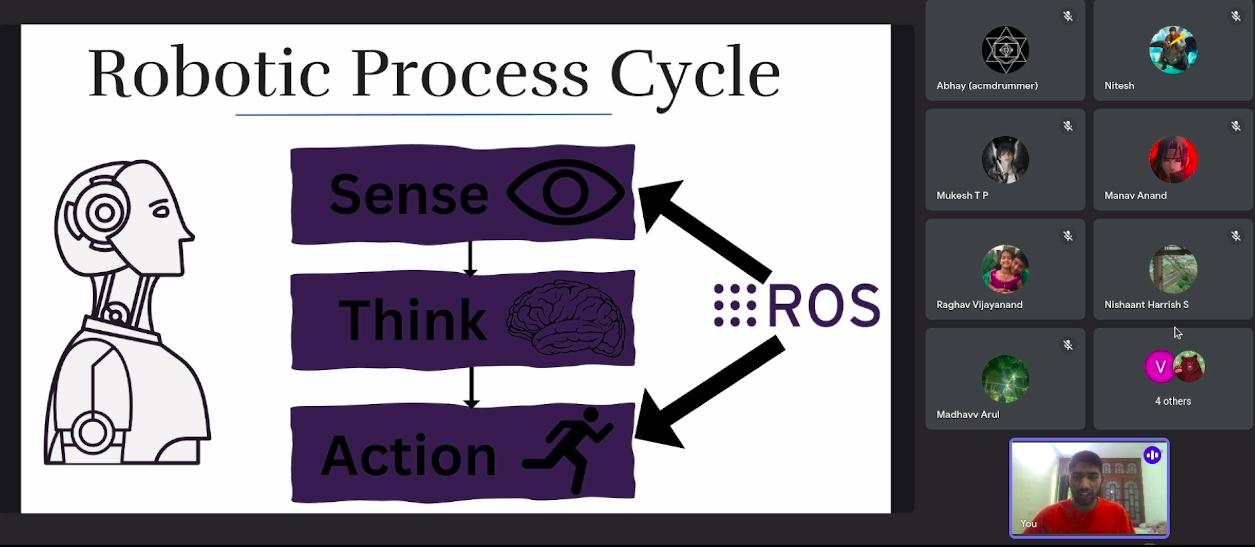 Robotic Process Cycle
Sense
Think
Action
ROS
Abhay (acmdrummer)
Nitesh
Mukesh T P
Manav Anand
Raghav Vijayanand
Nishaant Harrish S
Madhavv Arul
V
4 others
You